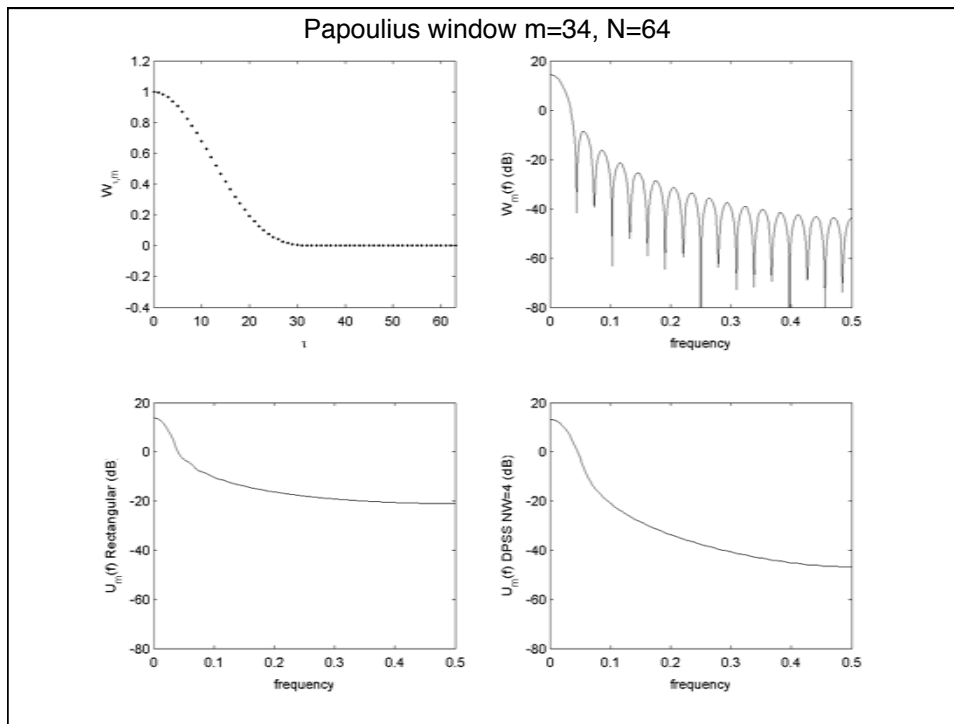 Papoulius window m=34, N=64
1.2
1
0.8
0.6
0.4
0.2
0
-0.2
-0.4
W τ,m
0 10 20 30 40 50 60
τ
20
0
-20
-40
-60
-80
W_m(f) (dB)
0 0.1 0.2 0.3 0.4 0.5
frequency
20
0
-20
-40
-60
-80
U_m(f) Rectangular (dB
0 0.1 0.2 0.3 0.4 0.5
frequency
20
0
-20
-40
-60
-80
U_m(f) DPSS NW=4 (dB)
0 0.1 0.2 0.3 0.4 0.5
frequency